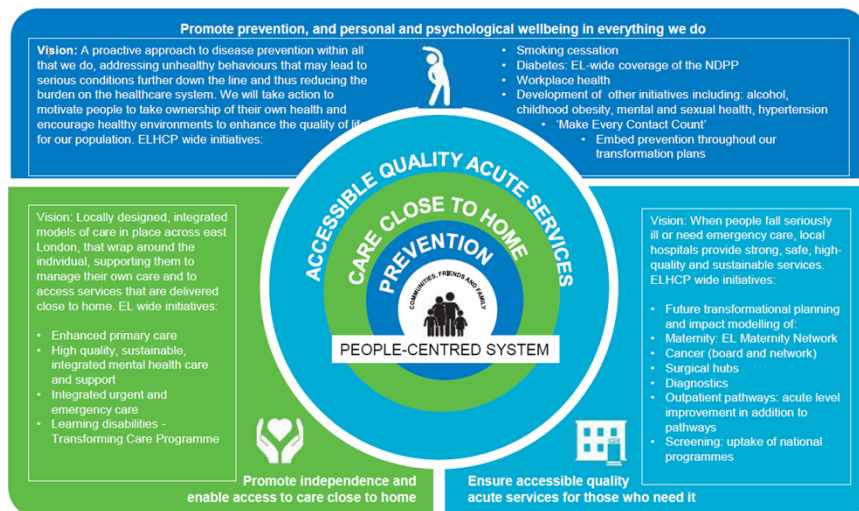 Promote prevention, and personal and psychological wellbeing in everything we do
Vision: A proactive approach to disease prevention within all
that we do, addressing unhealthy behaviours that may lead to
serious conditions further down the line and thus reducing the
burden on the healthcare system. We will take action to
motivate people to take ownership of their own health and
encourage healthy environments to enhance the quality of life
for our population. ELHCP wide initiatives:
• Smoking cessation
• Diabetes: EL-wide coverage of the NDPP
• Workplace health
• Development of other initiatives including: alcohol,
childhood obesity, mental and sexual health, hypertension
• 'Make Every Contact Count'
• Embed prevention throughout our
transformation plans
ACCESSIBLE QUALITY ACUTE SERVICES
CARE CLOSE TO HOME
PREVENTION
COMMUNITIES, FRIENDS AND FAMILY
PEOPLE-CENTRED SYSTEM
Vision: Locally designed, integrated
models of care in place across east
London, that wrap around the
individual, supporting them to
manage their own care and to
access services that are delivered
close to home. EL wide initiatives:
• Enhanced primary care
• High quality, sustainable,
integrated mental health care
and support
• Integrated urgent and
emergency care
• Learning disabilities -
Transforming Care Programme
Promote independence and
enable access to care close to home
Vision: When people fall seriously
ill or need emergency care, local
hospitals provide strong, safe, high-
quality and sustainable services.
ELHCP wide initiatives:
• Future transformational planning
and impact modelling of:
• Maternity: EL Maternity Network
• Cancer (board and network)
• Surgical hubs
• Diagnostics
• Outpatient pathways: acute level
improvement in addition to
pathways
• Screening: uptake of national
programmes
Ensure accessible quality
acute services for those who need it